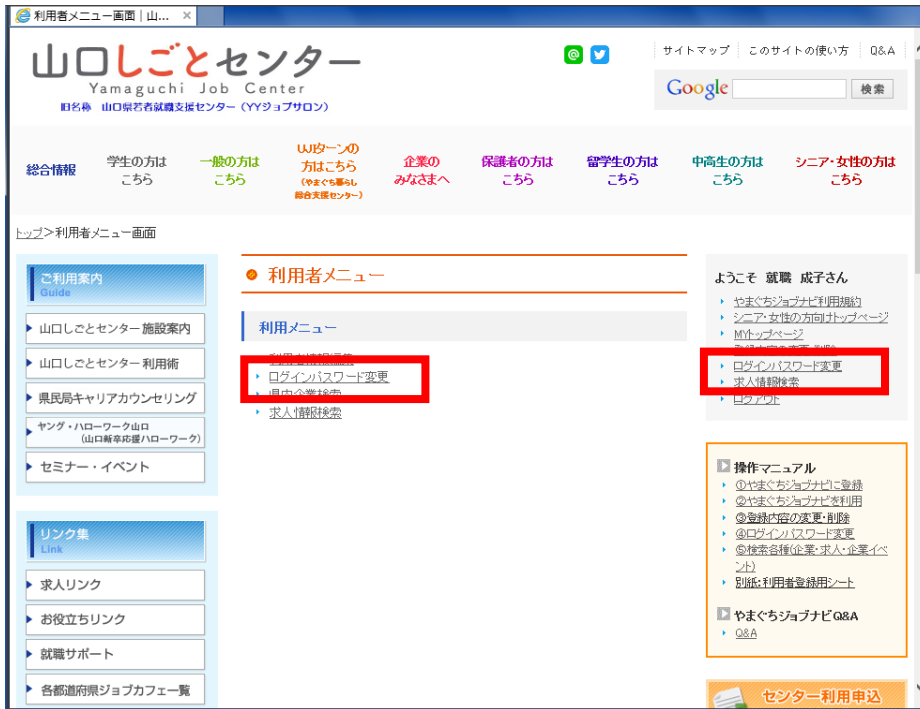 利用者メニュー画面｜山...
山口しごとセンター
Yamaguchi Job Center
旧名称 山口県若者就職支援センター（YYジョブサロン）
サイトマップ
このサイトの使い方
Q&A
Google
検索
総合情報
学生の方は
こちら
一般の方は
こちら
UJIターンの
方はこちら
（やまぐち暮らし
総合支援センター）
企業の
みなさまへ
保護者の方は
こちら
留学生の方は
こちら
中高生の方は
こちら
シニア・女性の方は
こちら
トップ>利用者メニュー画面
ご利用案内
Guide
山口しごとセンター 施設案内
山口しごとセンター 利用術
県民局キャリアカウンセリング
ヤング・ハローワーク山口
（山口新卒応援ハローワーク）
セミナー・イベント
リンク集
Link
求人リンク
お役立ちリンク
就職サポート
各都道府県ジョブカフェ一覧
利用者メニュー
利用メニュー
利用者情報編集
ログインパスワード変更
県内企業検索
求人情報検索
ようこそ 就職 成子さん
やまぐちジョブナビ利用規約
シニア・女性の方向けトップページ
MYトップページ
登録内容の変更・削除
ログインパスワード変更
求人情報検索
ログアウト
操作マニュアル
①やまぐちジョブナビに登録
②やまぐちジョブナビを利用
③登録内容の変更・削除
④ログインパスワード変更
⑤検索各種(企業・求人・企業イベ
ント)
別紙:利用者登録用シート
やまぐちジョブナビQ&A
Q&A
センター利用申込